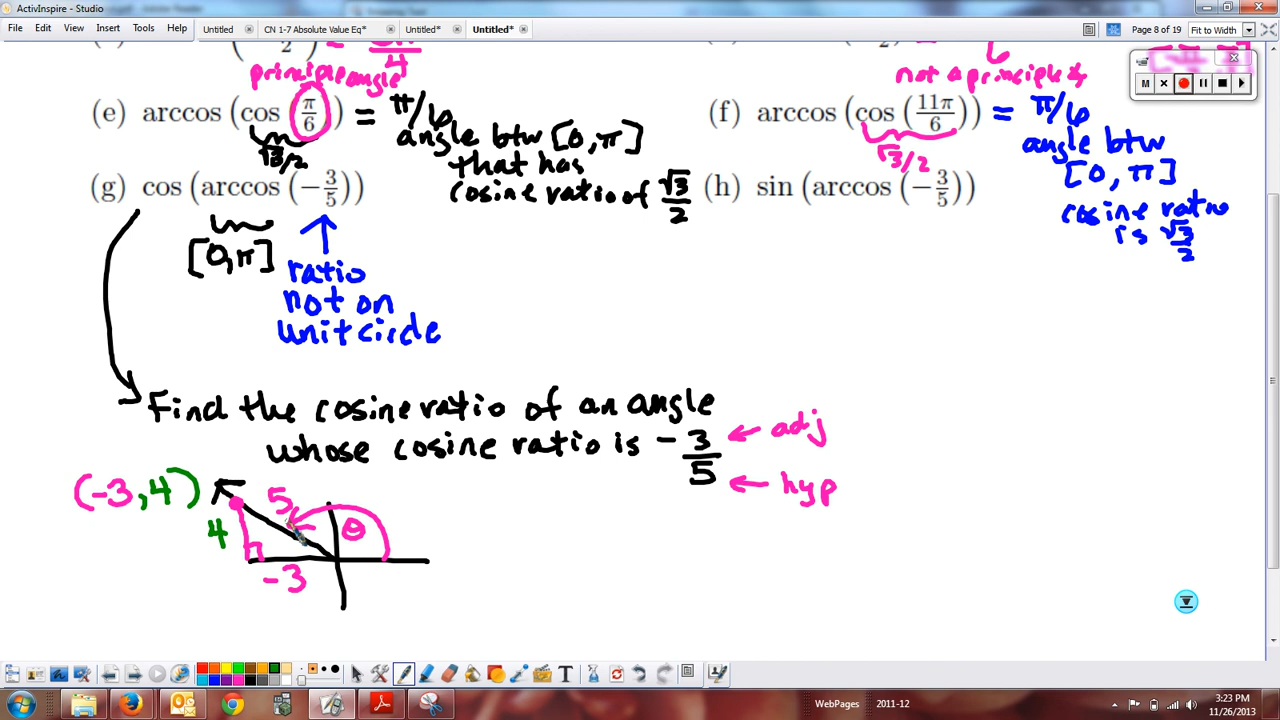 ActivInspire - Studio
File Edit View Insert Tools Help
Untitled CN 1-7 Absolute Value Eq* Untitled* Untitled*
Page 8 of 19 Fit to Width
2 = 4
2 = 6
principle angle
not a principle ∢
(e) arccos (cos (π/6)) = π/6
√3/2
angle btw [0,π]
that has
cosine ratio of √3/2
(f) arccos (cos (11π/6)) = π/6
√3/2
angle btw
[0, π]
cosine ratio
is √3/2
(g) cos (arccos (−3/5))
[0,π]
ratio
not on
unit circle
(h) sin (arccos (−3/5))
Find the cosine ratio of an angle
whose cosine ratio is -3/5
← adj
← hyp
(-3,4)
5
4
θ
-3
M
WebPages 2011-12
3:23 PM
11/26/2013